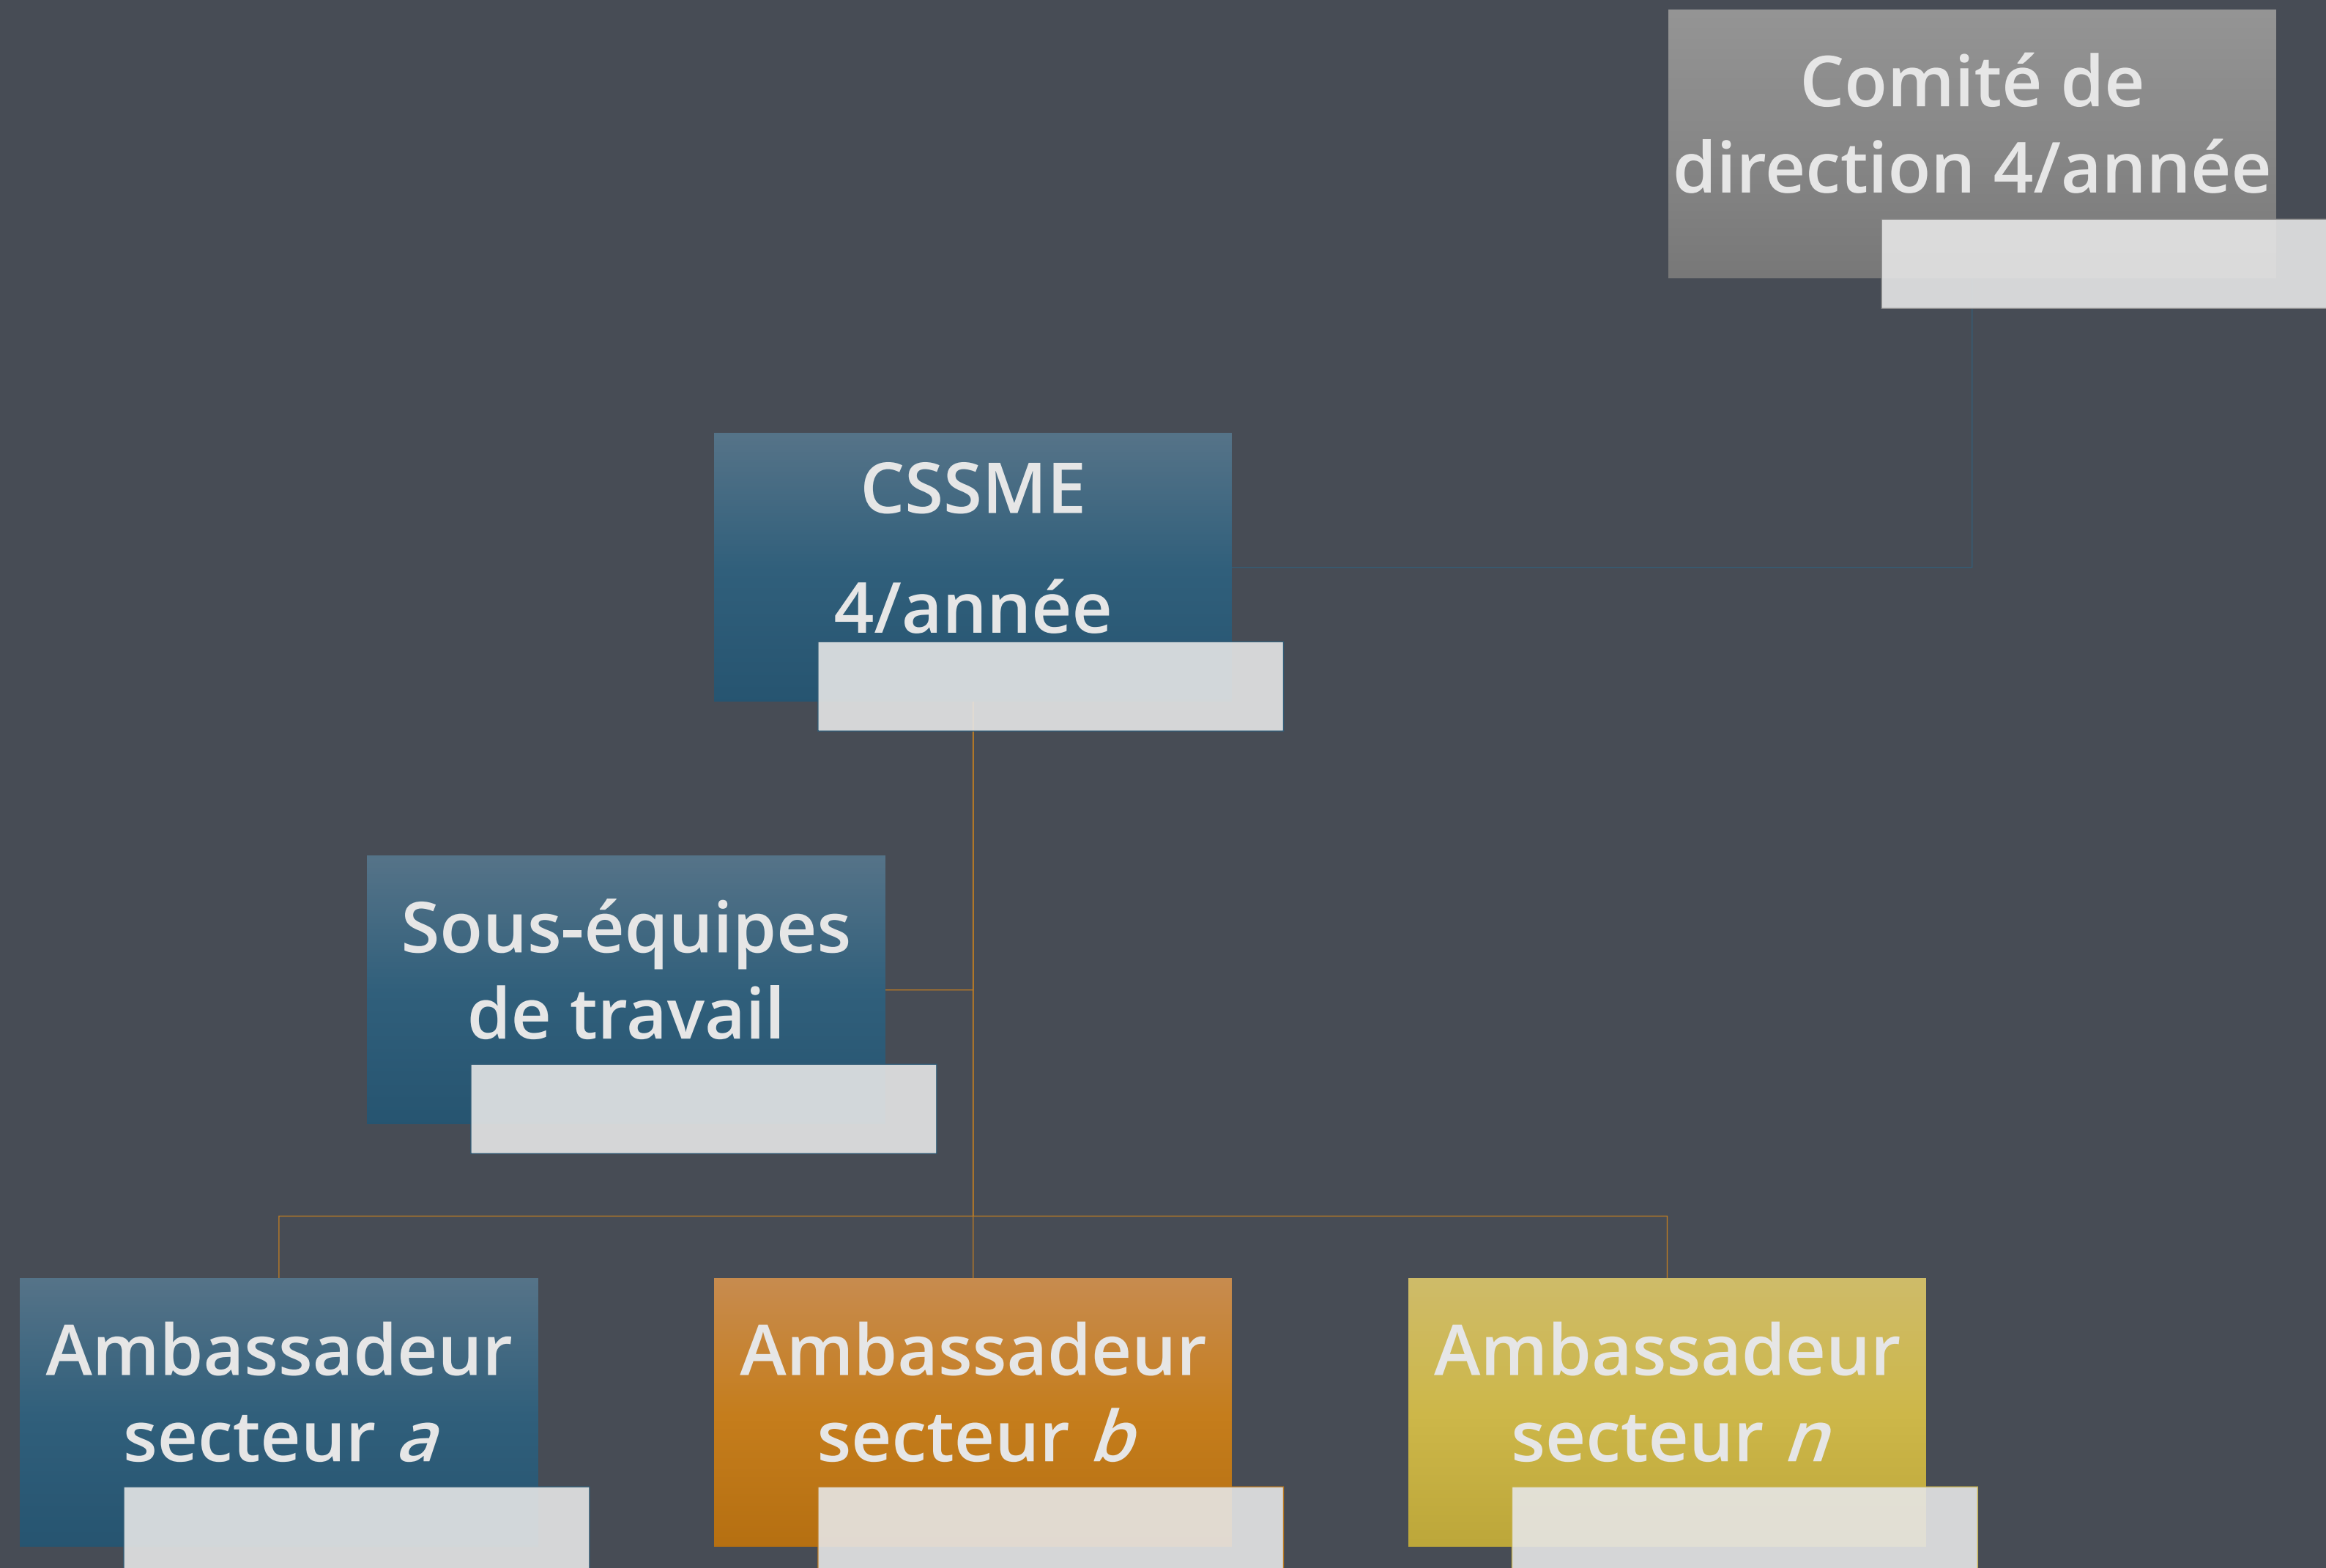 Comité de
direction 4/année
CSSME
4/année
Sous-équipes
de travail
Ambassadeur
secteur a
Ambassadeur
secteur b
Ambassadeur
secteur n